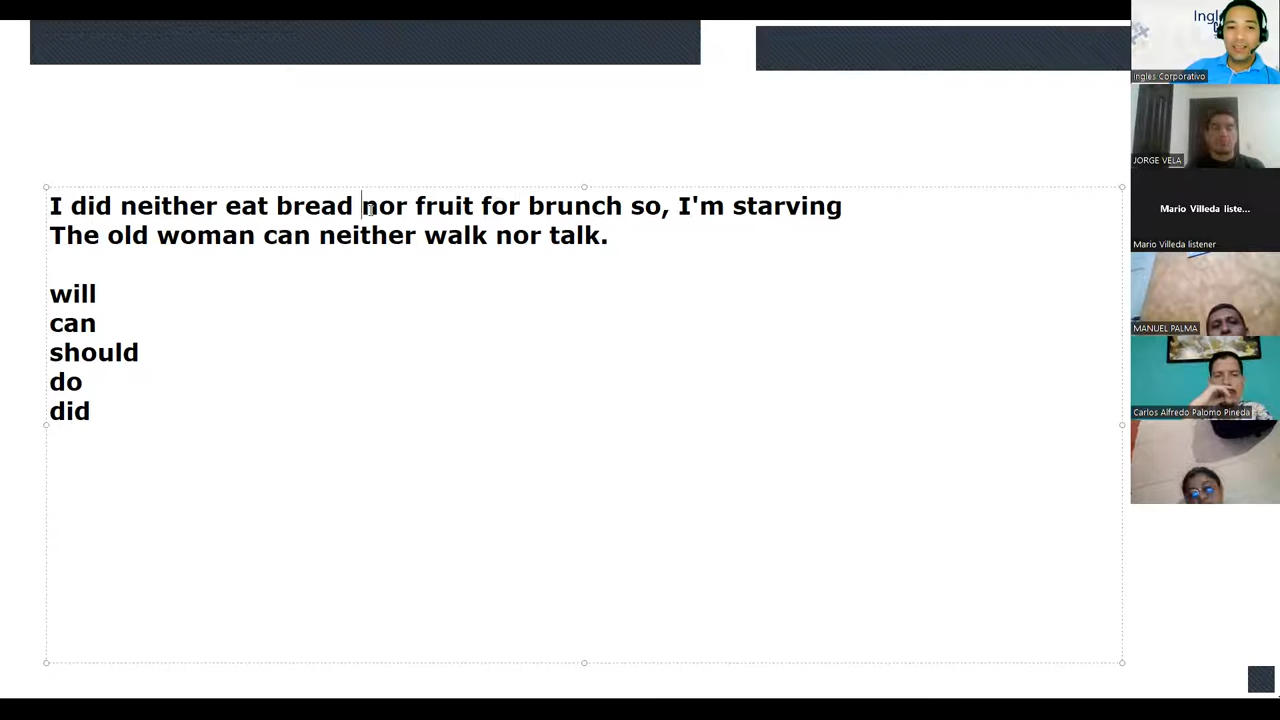 Ingles Corporativo
JORGE VELA
Mario Villeda liste...
Mario Villeda listener
MANUEL PALMA
Carlos Alfredo Palomo Pineda
I did neither eat bread nor fruit for brunch so, I'm starving
The old woman can neither walk nor talk.
will
can
should
do
did